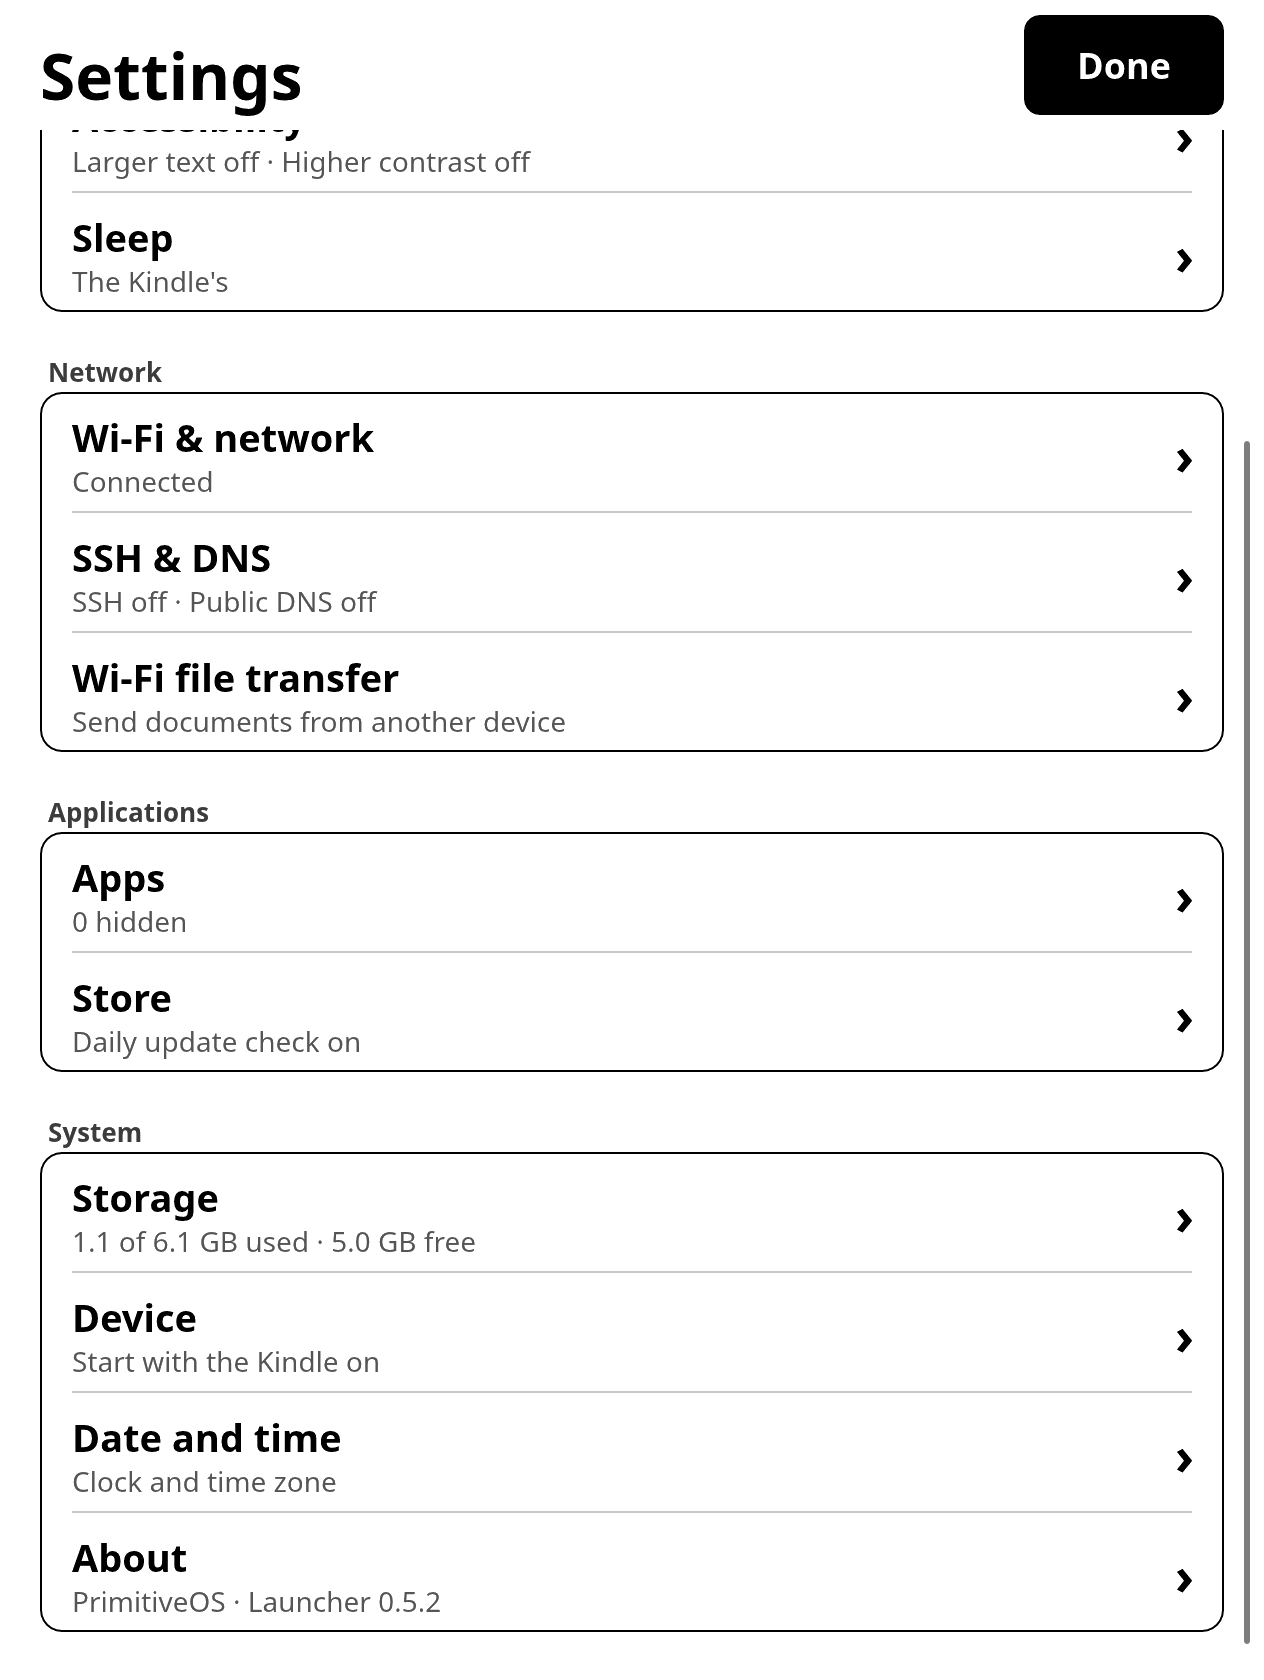 Settings
Done
Accessibility
Larger text off · Higher contrast off
Sleep
The Kindle's
Network
Wi-Fi & network
Connected
SSH & DNS
SSH off · Public DNS off
Wi-Fi file transfer
Send documents from another device
Applications
Apps
0 hidden
Store
Daily update check on
System
Storage
1.1 of 6.1 GB used · 5.0 GB free
Device
Start with the Kindle on
Date and time
Clock and time zone
About
PrimitiveOS · Launcher 0.5.2